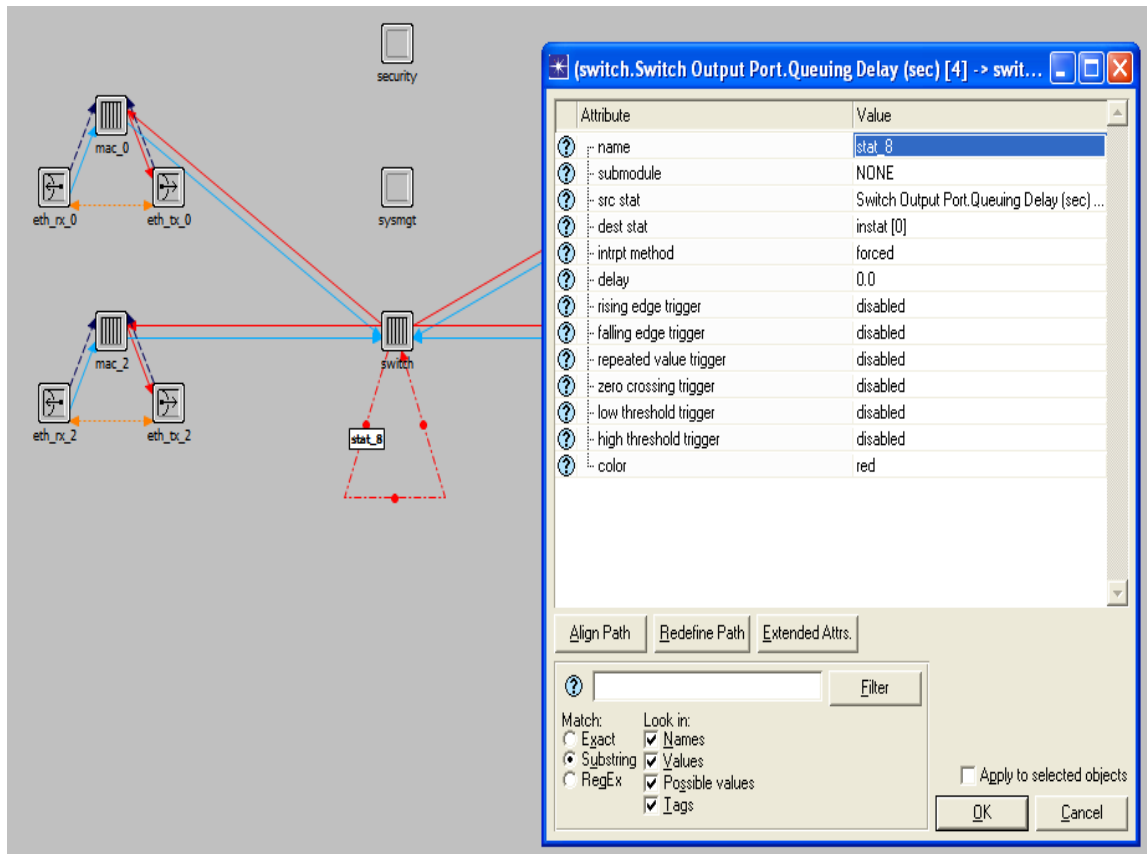 security
mac_0
eth_rx_0
eth_tx_0
sysmgt
mac_2
switch
eth_rx_2
eth_tx_2
stat_8
(switch.Switch Output Port.Queuing Delay (sec) [4] -> swit...
Attribute Value
name stat_8
submodule NONE
src stat Switch Output Port.Queuing Delay (sec) ...
dest stat instat [0]
intrpt method forced
delay 0.0
rising edge trigger disabled
falling edge trigger disabled
repeated value trigger disabled
zero crossing trigger disabled
low threshold trigger disabled
high threshold trigger disabled
color red
Align Path Redefine Path Extended Attrs.
Filter
Match: Look in:
Exact Names
Substring Values
RegEx Possible values
Tags
Apply to selected objects
OK Cancel